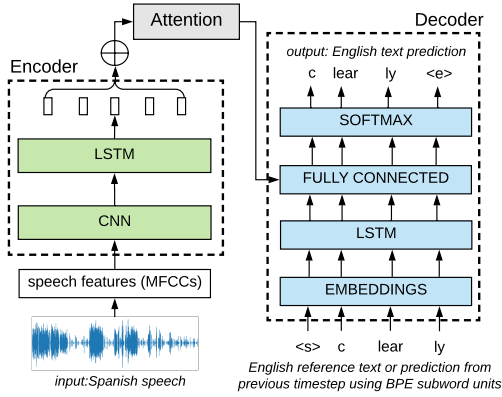 Attention
Decoder
output: English text prediction
c lear ly <e>
SOFTMAX
FULLY CONNECTED
LSTM
EMBEDDINGS
<s> c lear ly
English reference text or prediction from
previous timestep using BPE subword units
Encoder
LSTM
CNN
speech features (MFCCs)
input:Spanish speech